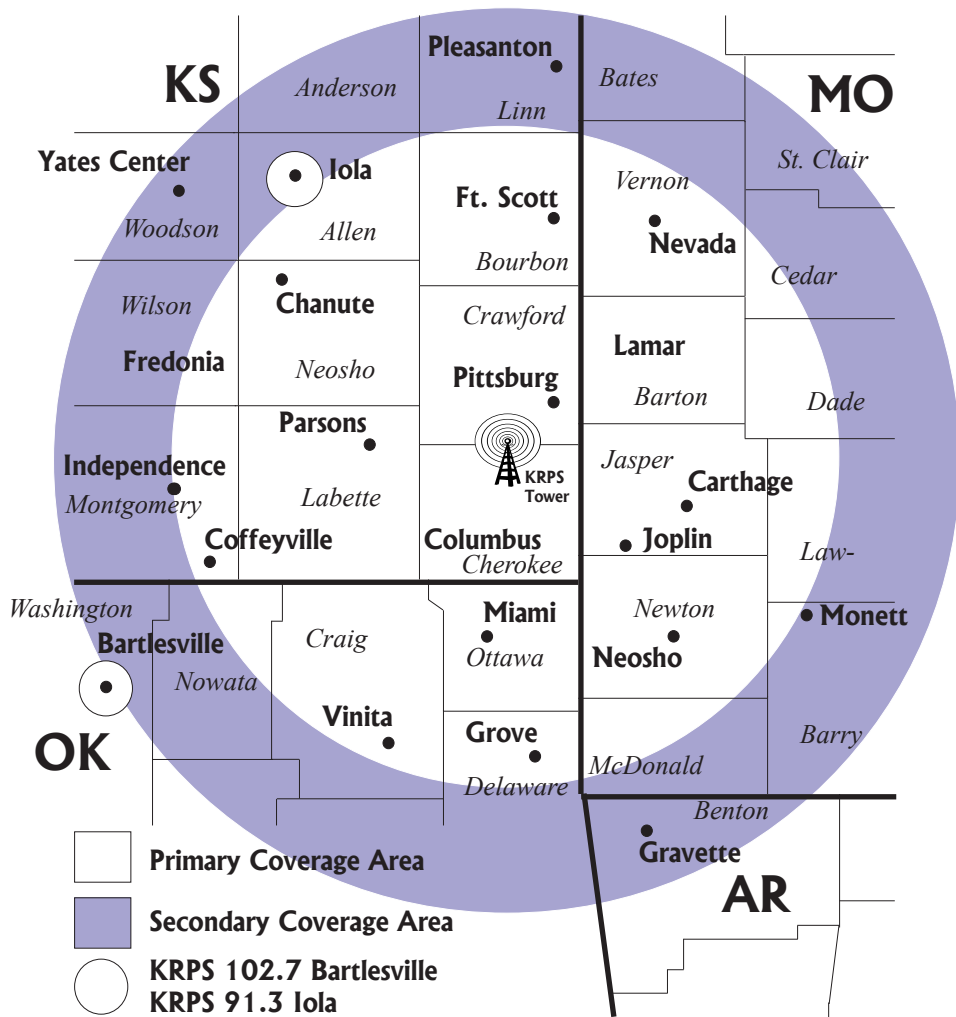 Pleasanton
KS
Anderson
Bates
MO
Linn
Yates Center
Iola
St. Clair
Vernon
Ft. Scott
Woodson
Allen
Nevada
Bourbon
Cedar
Wilson
Chanute
Crawford
Fredonia
Neosho
Lamar
Pittsburg
Barton
Dade
Parsons
Independence
Jasper
KRPS
Tower
Carthage
Montgomery
Labette
Coffeyville
Columbus
Joplin
Law-
Cherokee
Washington
Miami
Newton
Monett
Bartlesville
Craig
Ottawa
Neosho
Nowata
Vinita
Grove
Barry
OK
McDonald
Delaware
Benton
Gravette
AR
Primary Coverage Area
Secondary Coverage Area
KRPS 102.7 Bartlesville
KRPS 91.3 Iola